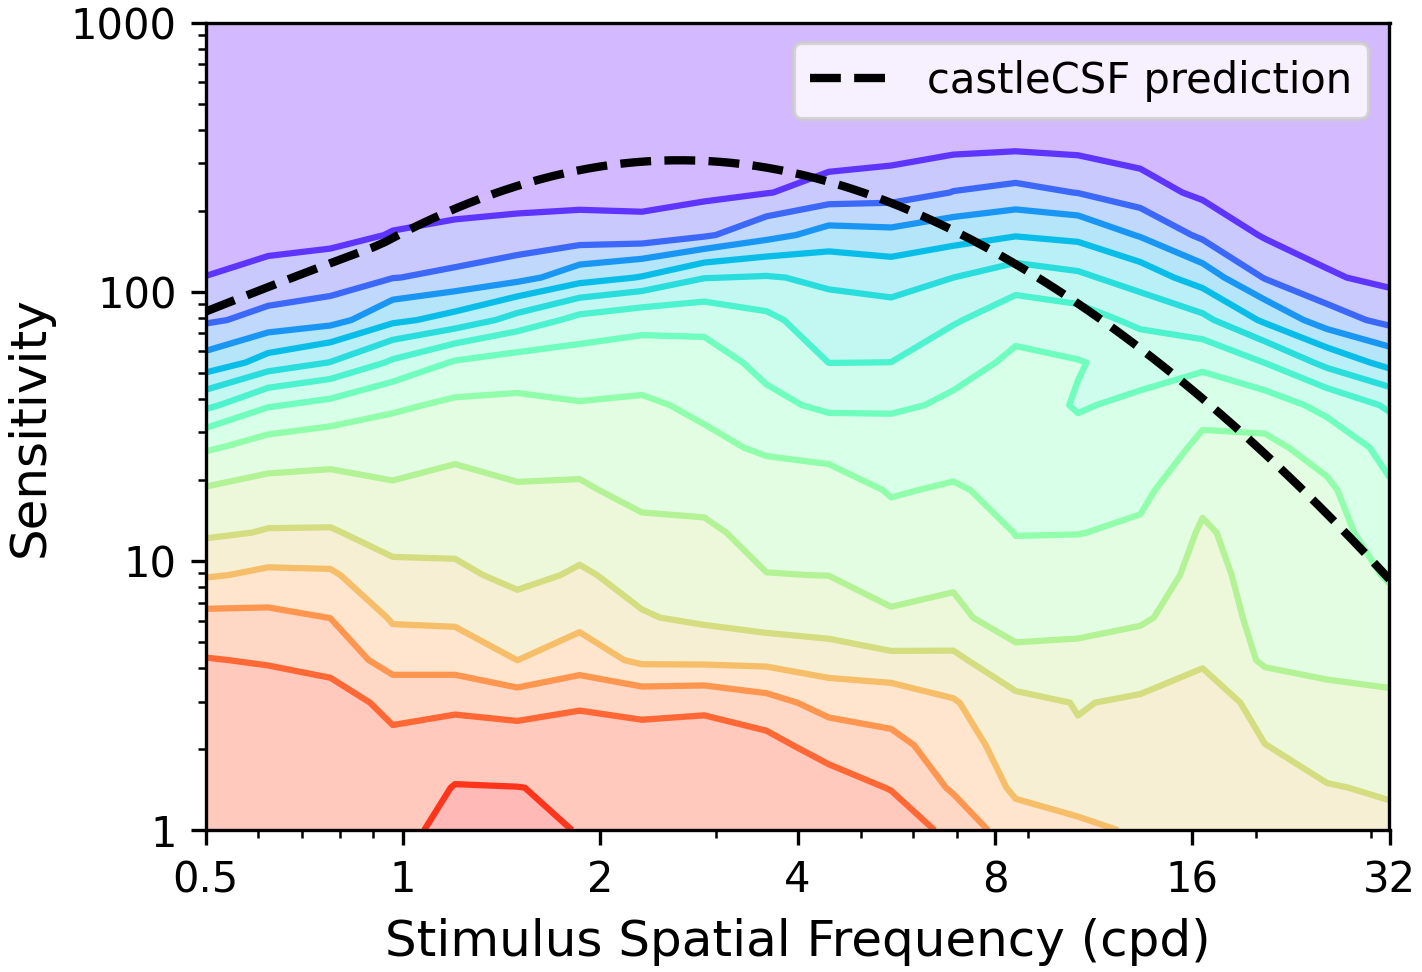 1000
castleCSF prediction
100
Sensitivity
10
1
0.5 1 2 4 8 16 32
Stimulus Spatial Frequency (cpd)